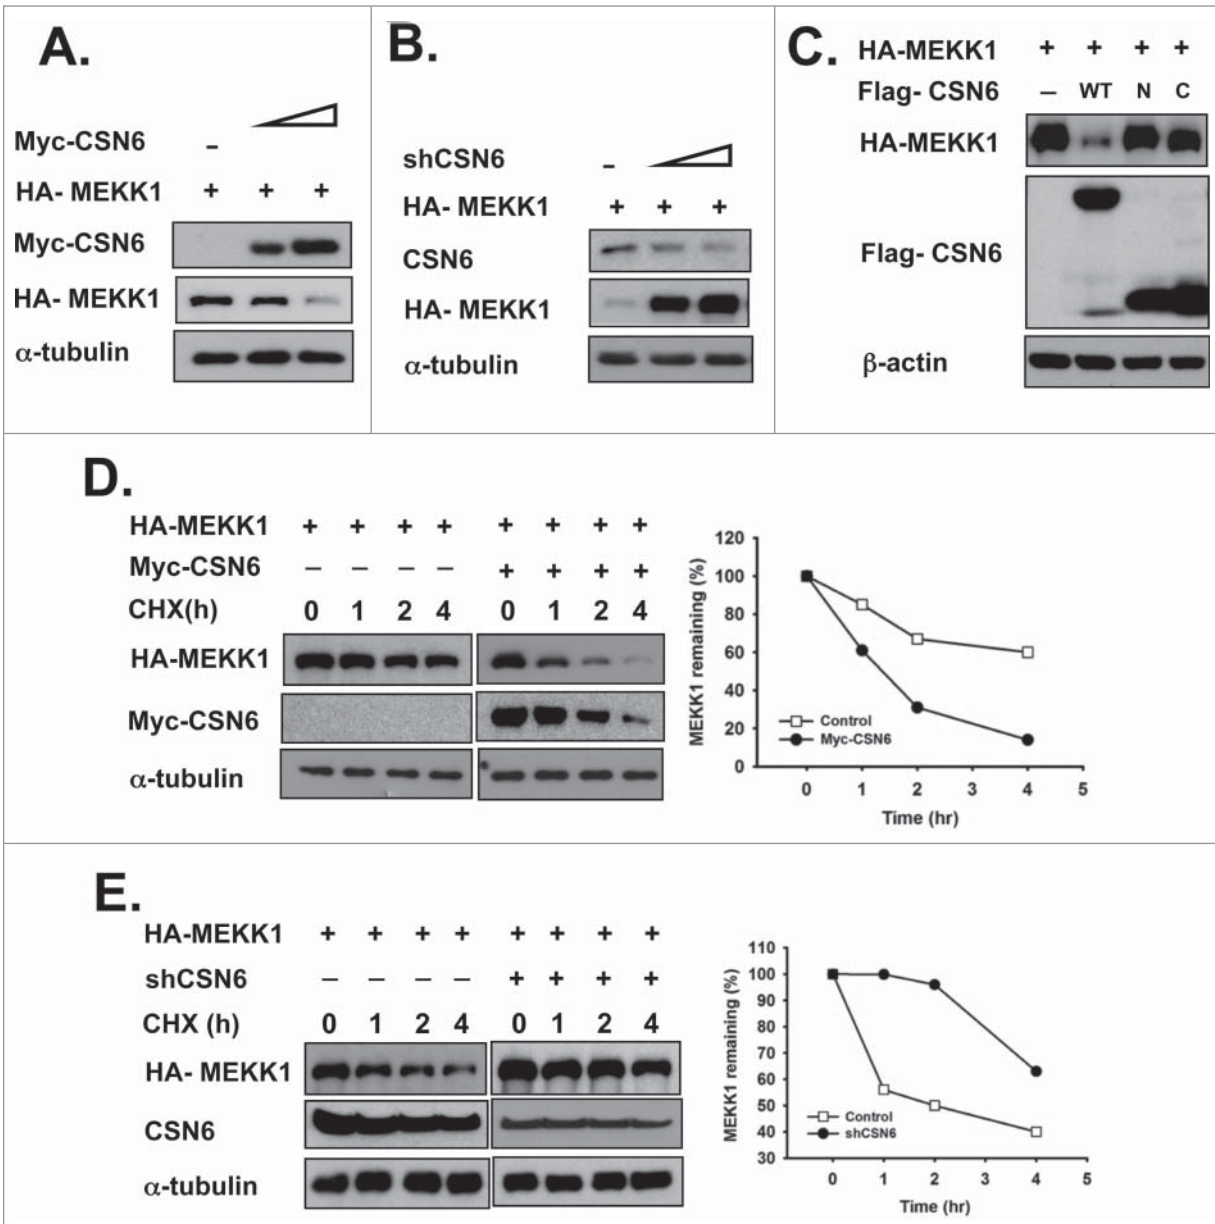 A.
Myc-CSN6 –
HA- MEKK1 + + +
Myc-CSN6
HA- MEKK1
α-tubulin
B.
shCSN6 –
HA- MEKK1 + + +
CSN6
HA- MEKK1
α-tubulin
C.
HA-MEKK1 + + + +
Flag- CSN6 – WT N C
HA-MEKK1
Flag- CSN6
β-actin
D.
HA-MEKK1 + + + + + + + +
Myc-CSN6 – – – – + + + +
CHX(h) 0 1 2 4 0 1 2 4
HA-MEKK1
Myc-CSN6
α-tubulin
MEKK1 remaining (%)
120
100
80
60
40
20
0
Control
Myc-CSN6
0 1 2 3 4 5
Time (hr)
E.
HA-MEKK1 + + + + + + + +
shCSN6 – – – – + + + +
CHX (h) 0 1 2 4 0 1 2 4
HA- MEKK1
CSN6
α-tubulin
MEKK1 remaining (%)
110
100
90
80
70
60
50
40
30
Control
shCSN6
0 1 2 3 4 5
Time (hr)